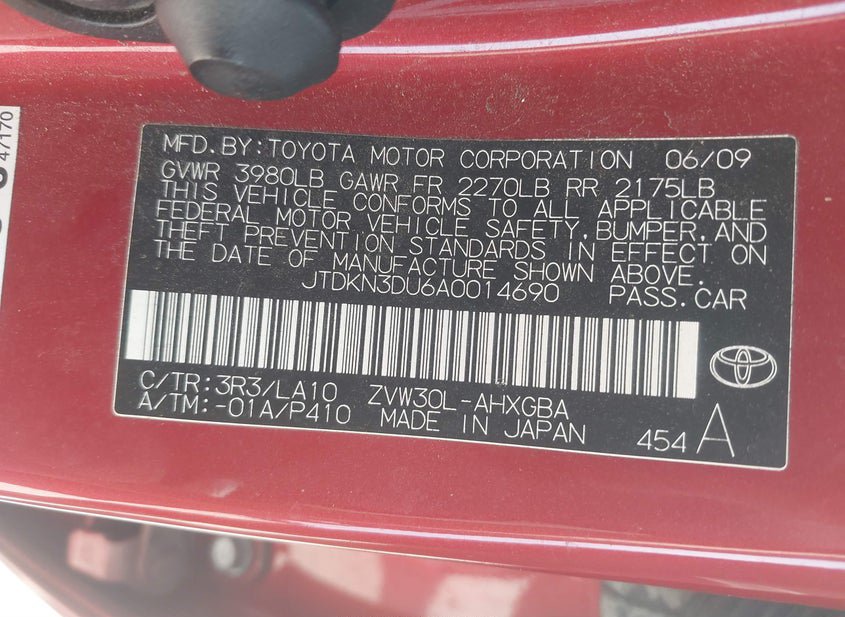 MFD.BY:TOYOTA MOTOR CORPORATION 06/09
GVWR 3980LB GAWR FR 2270LB RR 2175LB
THIS VEHICLE CONFORMS TO ALL APPLICABLE
FEDERAL MOTOR VEHICLE SAFETY,BUMPER,AND
THEFT PREVENTION STANDARDS IN EFFECT ON
THE DATE OF MANUFACTURE SHOWN ABOVE.
JTDKN3DU6A0014690 PASS.CAR
C/TR:3R3/LA10 ZVW30L-AHXGBA
A/TM:-01A/P410 MADE IN JAPAN
454 A
47170